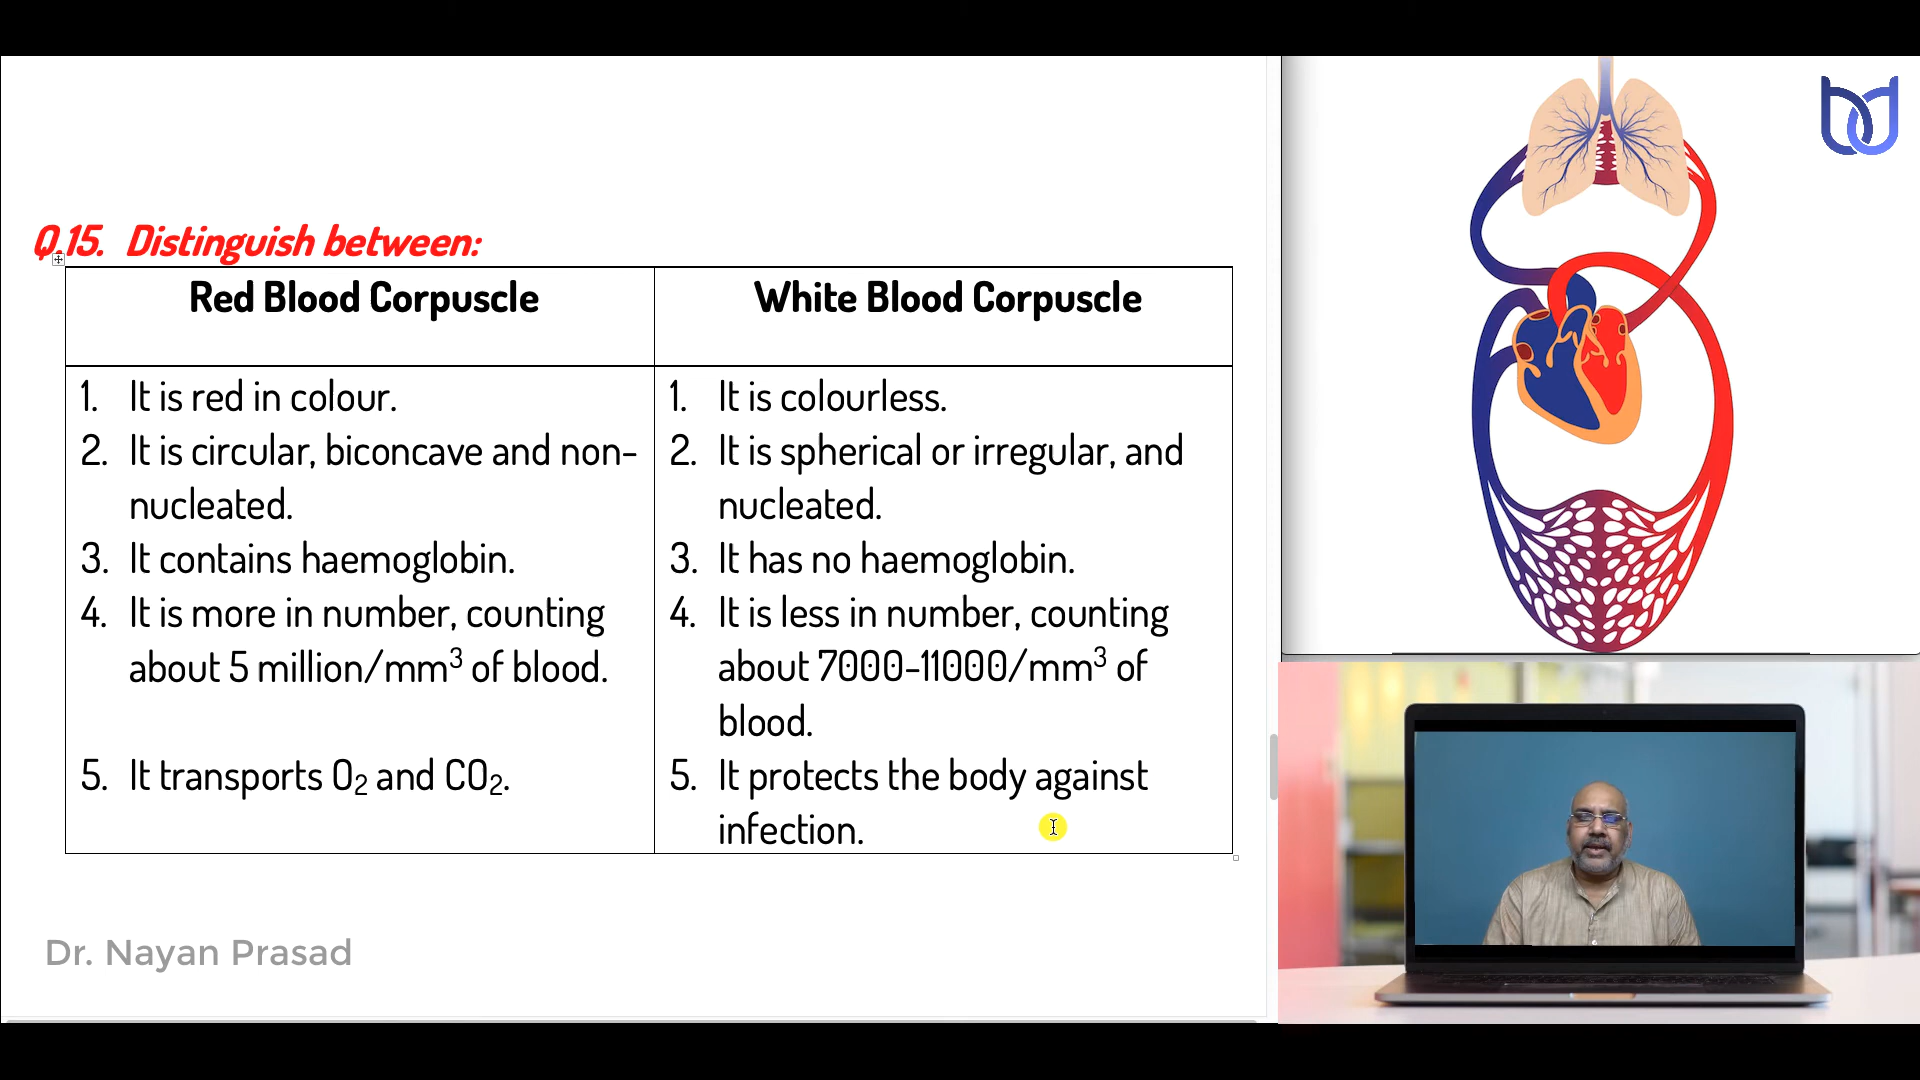 Q.15. Distinguish between:
Red Blood Corpuscle
1. It is red in colour.
2. It is circular, biconcave and non-
nucleated.
3. It contains haemoglobin.
4. It is more in number, counting
about 5 million/mm³ of blood.
5. It transports O₂ and CO₂.
White Blood Corpuscle
1. It is colourless.
2. It is spherical or irregular, and
nucleated.
3. It has no haemoglobin.
4. It is less in number, counting
about 7000-11000/mm³ of
blood.
5. It protects the body against
infection.
Dr. Nayan Prasad